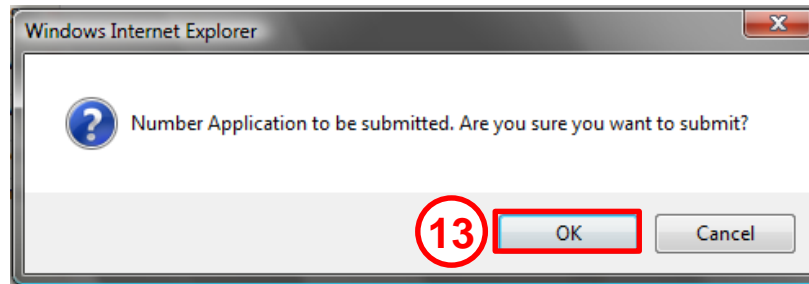 Windows Internet Explorer
X
?
Number Application to be submitted. Are you sure you want to submit?
13 OK Cancel